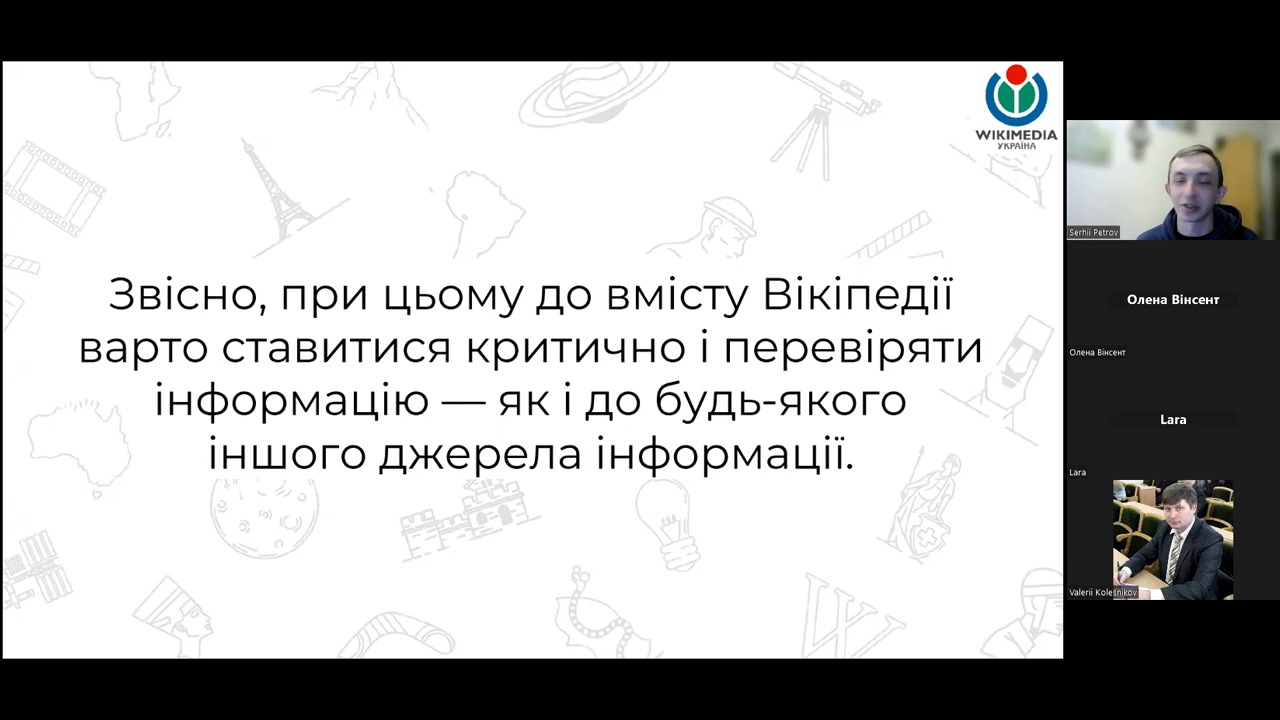 WIKIMEDIA
УКРАЇНА
Звісно, при цьому до вмісту Вікіпедії
варто ставитися критично і перевіряти
інформацію — як і до будь-якого
іншого джерела інформації.
Serhii Petrov
Олена Вінсент
Олена Вінсент
Lara
Lara
Valerii Kolesnikov